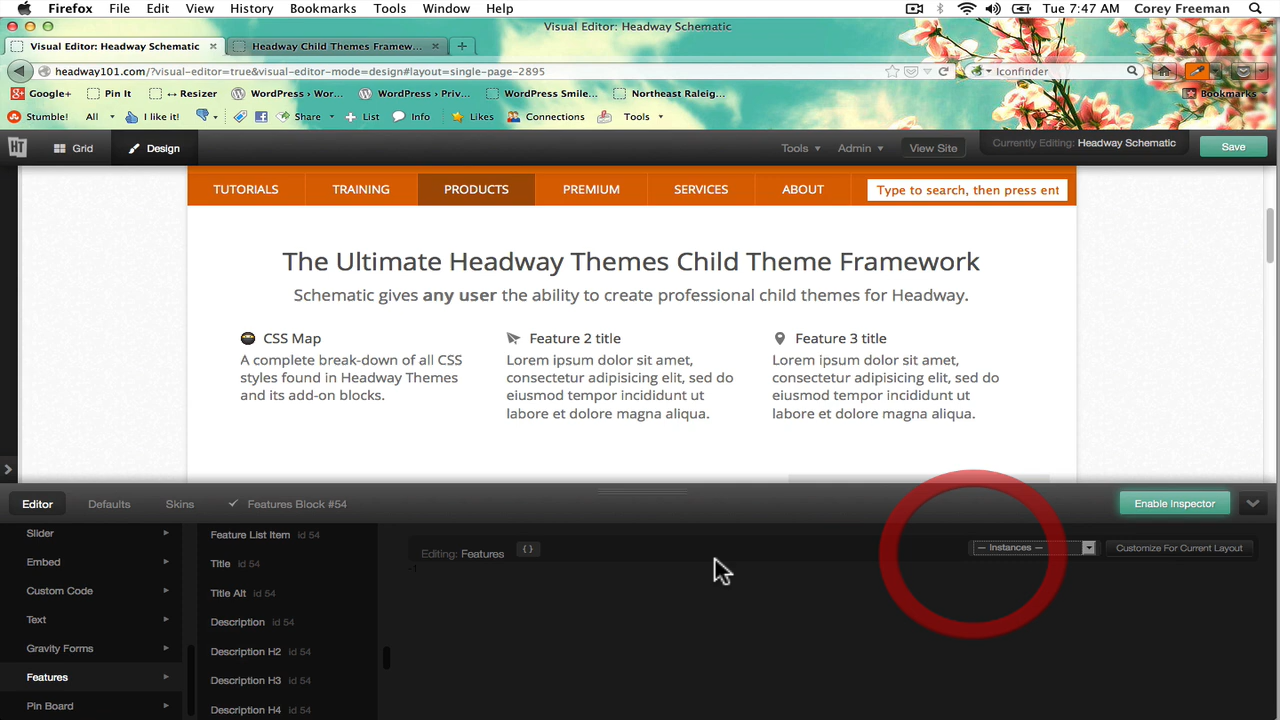 Firefox File Edit View History Bookmarks Tools Window Help Tue 7:47 AM Corey Freeman
Visual Editor: Headway Schematic
Visual Editor: Headway Schematic Headway Child Themes Framew...
headway101.com/?visual-editor=true&visual-editor-mode=design#layout=single-page-2895 Iconfinder
Google+ Pin It ↔ Resizer WordPress › Wor... WordPress › Priv... WordPress Smile... Northeast Raleig... Bookmarks
Stumble! All I like it! Share List Info Likes Connections Tools
HT Grid Design Tools Admin View Site Currently Editing: Headway Schematic Save
TUTORIALS TRAINING PRODUCTS PREMIUM SERVICES ABOUT Type to search, then press ent
The Ultimate Headway Themes Child Theme Framework
Schematic gives any user the ability to create professional child themes for Headway.
CSS Map
A complete break-down of all CSS
styles found in Headway Themes
and its add-on blocks.
Feature 2 title
Lorem ipsum dolor sit amet,
consectetur adipisicing elit, sed do
eiusmod tempor incididunt ut
labore et dolore magna aliqua.
Feature 3 title
Lorem ipsum dolor sit amet,
consectetur adipisicing elit, sed do
eiusmod tempor incididunt ut
labore et dolore magna aliqua.
Editor Defaults Skins Features Block #54 Enable Inspector
Slider
Embed
Custom Code
Text
Gravity Forms
Features
Pin Board
Feature List Item id 54
Title id 54
Title Alt id 54
Description id 54
Description H2 id 54
Description H3 id 54
Description H4 id 54
Editing: Features { } — Instances — Customize For Current Layout